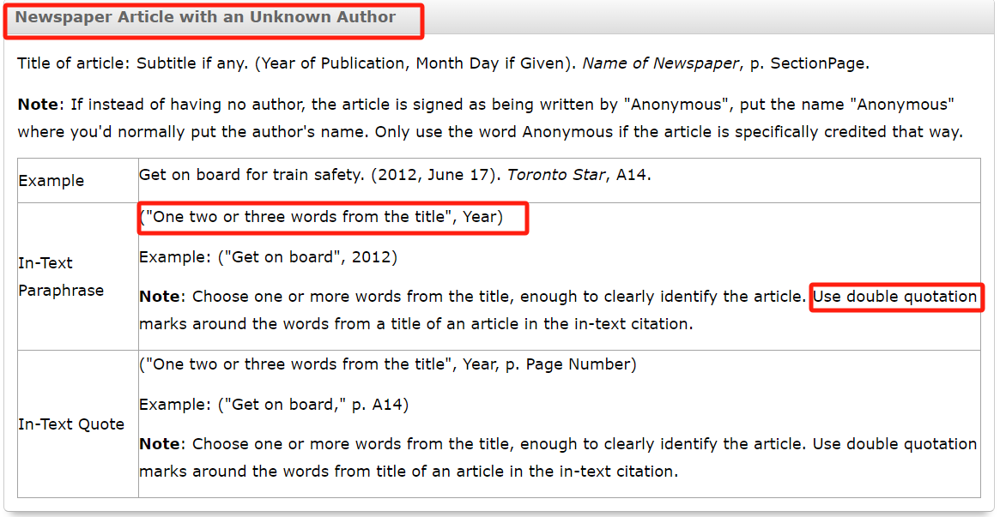 Newspaper Article with an Unknown Author
Title of article: Subtitle if any. (Year of Publication, Month Day if Given). Name of Newspaper, p. SectionPage.
Note: If instead of having no author, the article is signed as being written by "Anonymous", put the name "Anonymous"
where you'd normally put the author's name. Only use the word Anonymous if the article is specifically credited that way.
Example
Get on board for train safety. (2012, June 17). Toronto Star, A14.
In-Text
Paraphrase
("One two or three words from the title", Year)
Example: ("Get on board", 2012)
Note: Choose one or more words from the title, enough to clearly identify the article. Use double quotation
marks around the words from a title of an article in the in-text citation.
In-Text Quote
("One two or three words from the title", Year, p. Page Number)
Example: ("Get on board," p. A14)
Note: Choose one or more words from the title, enough to clearly identify the article. Use double quotation
marks around the words from title of an article in the in-text citation.